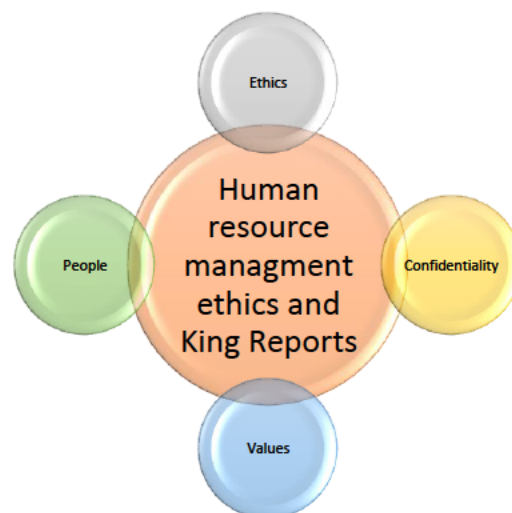 Ethics
Human
resource
managment
ethics and
King Reports
People
Confidentiality
Values